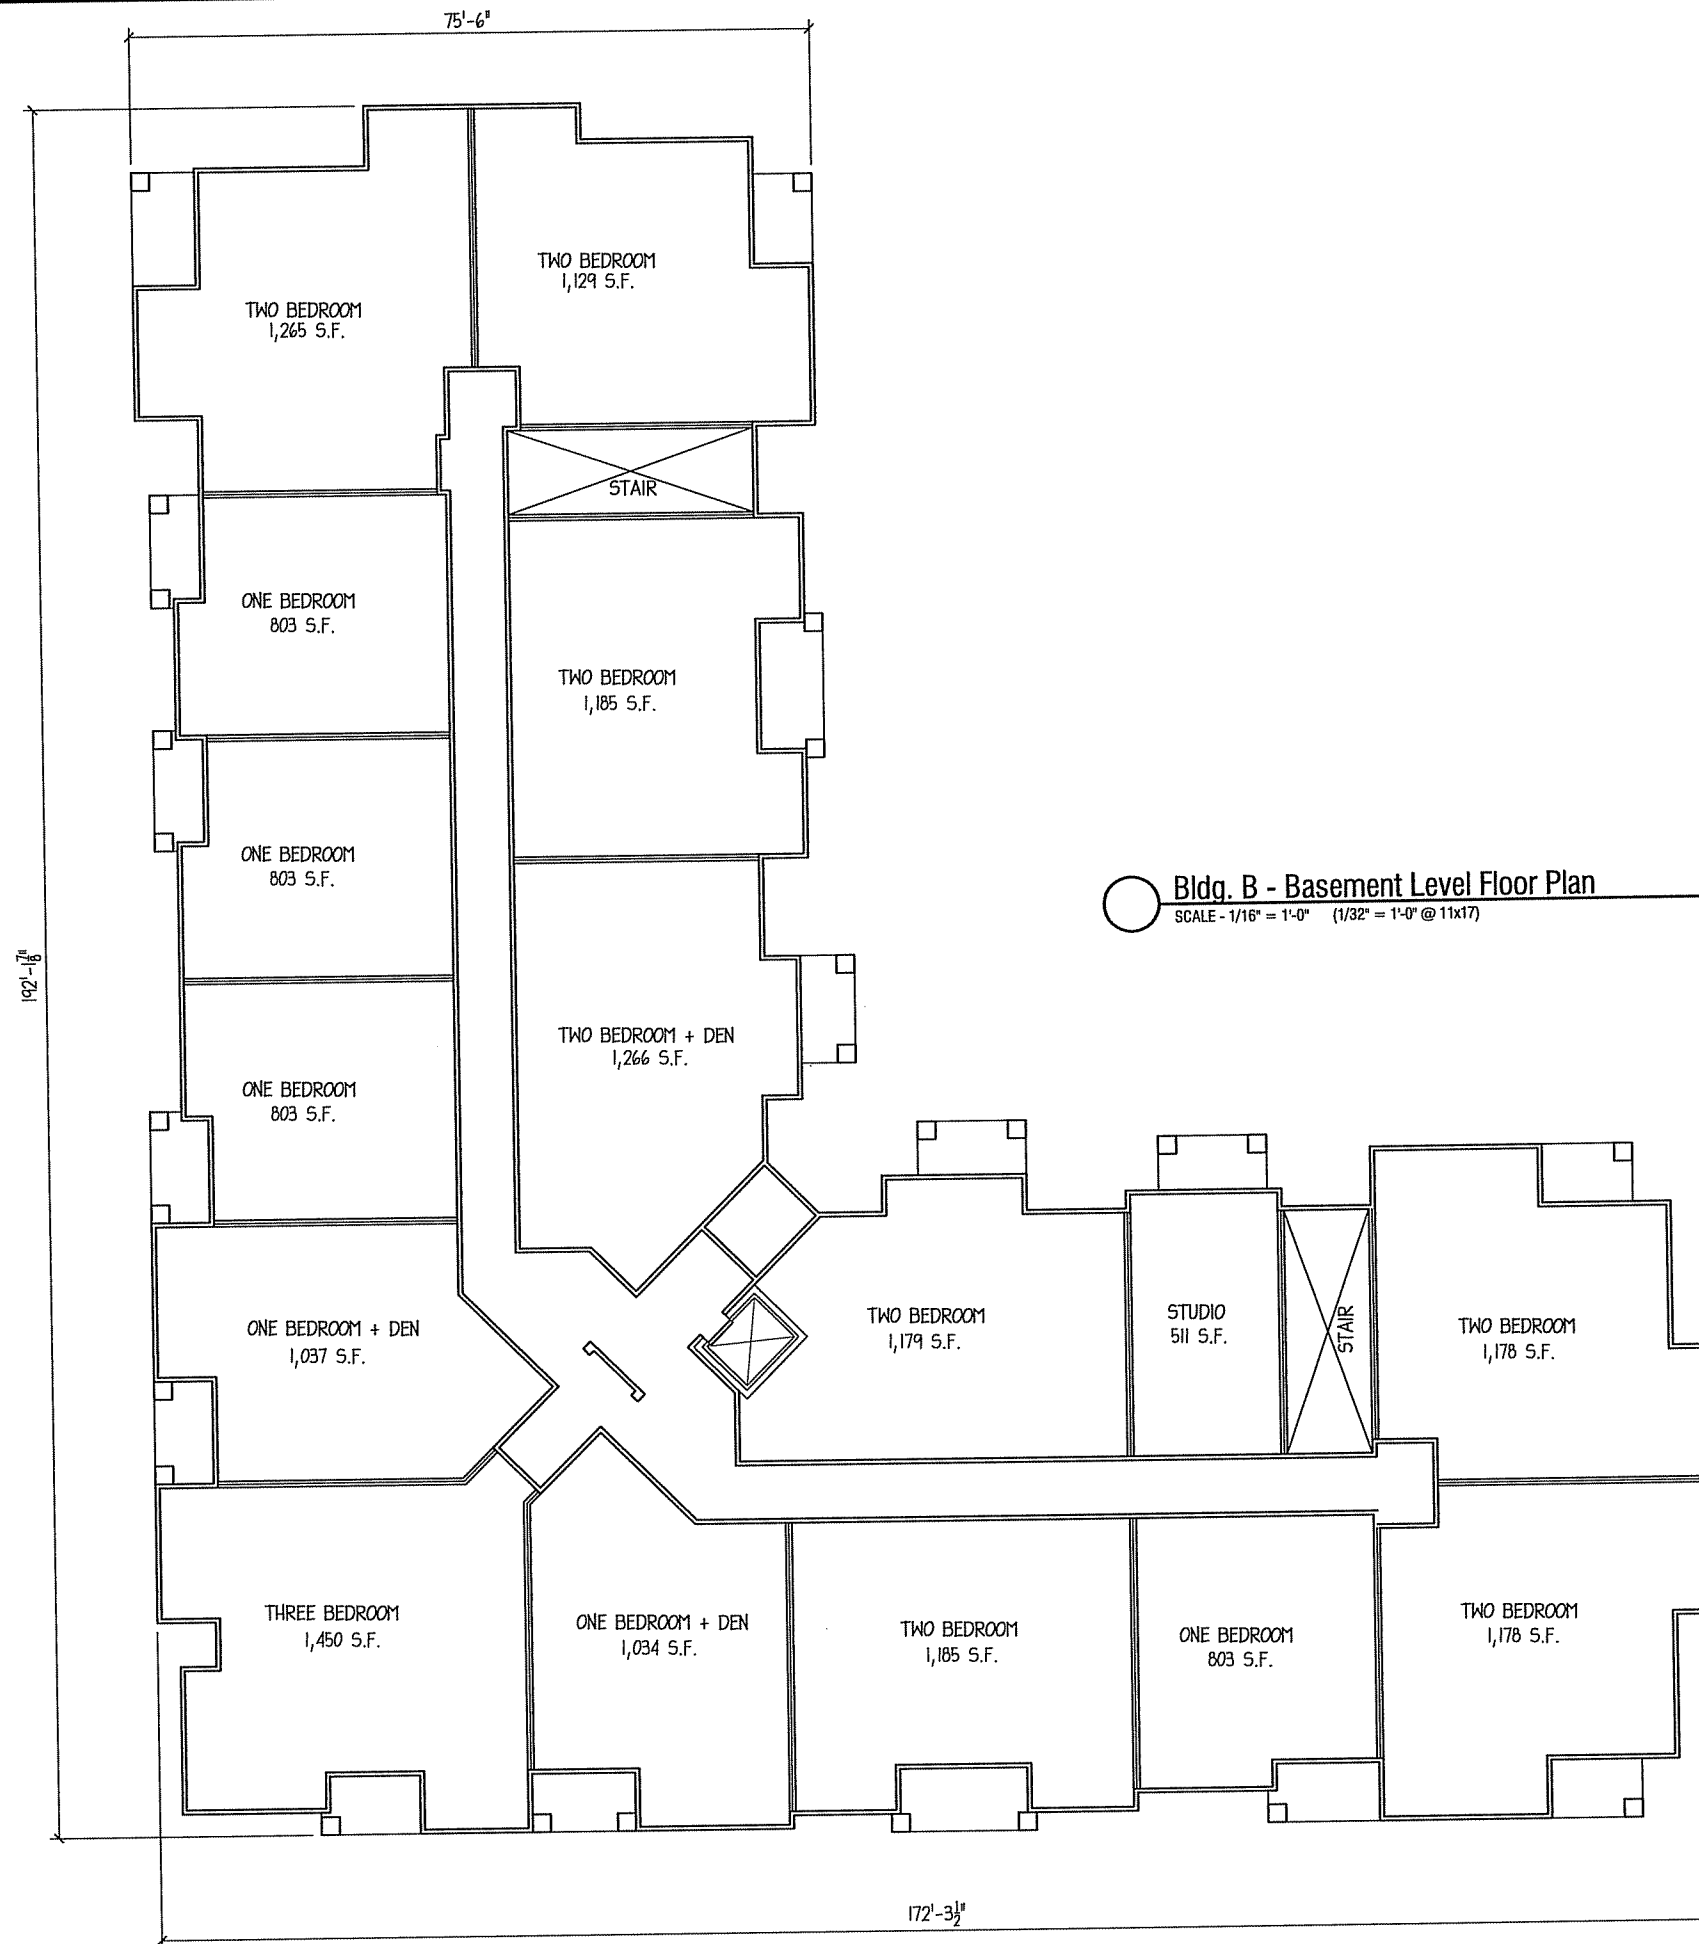 75'-6"
TWO BEDROOM
1,129 S.F.
TWO BEDROOM
1,265 S.F.
STAIR
ONE BEDROOM
803 S.F.
TWO BEDROOM
1,185 S.F.
ONE BEDROOM
803 S.F.
Bldg. B - Basement Level Floor Plan
SCALE - 1/16" = 1'-0" (1/32" = 1'-0" @ 11x17)
192'-1 7/8"
TWO BEDROOM + DEN
1,266 S.F.
ONE BEDROOM
803 S.F.
ONE BEDROOM + DEN
1,037 S.F.
TWO BEDROOM
1,179 S.F.
STUDIO
511 S.F.
STAIR
TWO BEDROOM
1,178 S.F.
THREE BEDROOM
1,450 S.F.
ONE BEDROOM + DEN
1,034 S.F.
TWO BEDROOM
1,185 S.F.
ONE BEDROOM
803 S.F.
TWO BEDROOM
1,178 S.F.
172'-3 1/2"